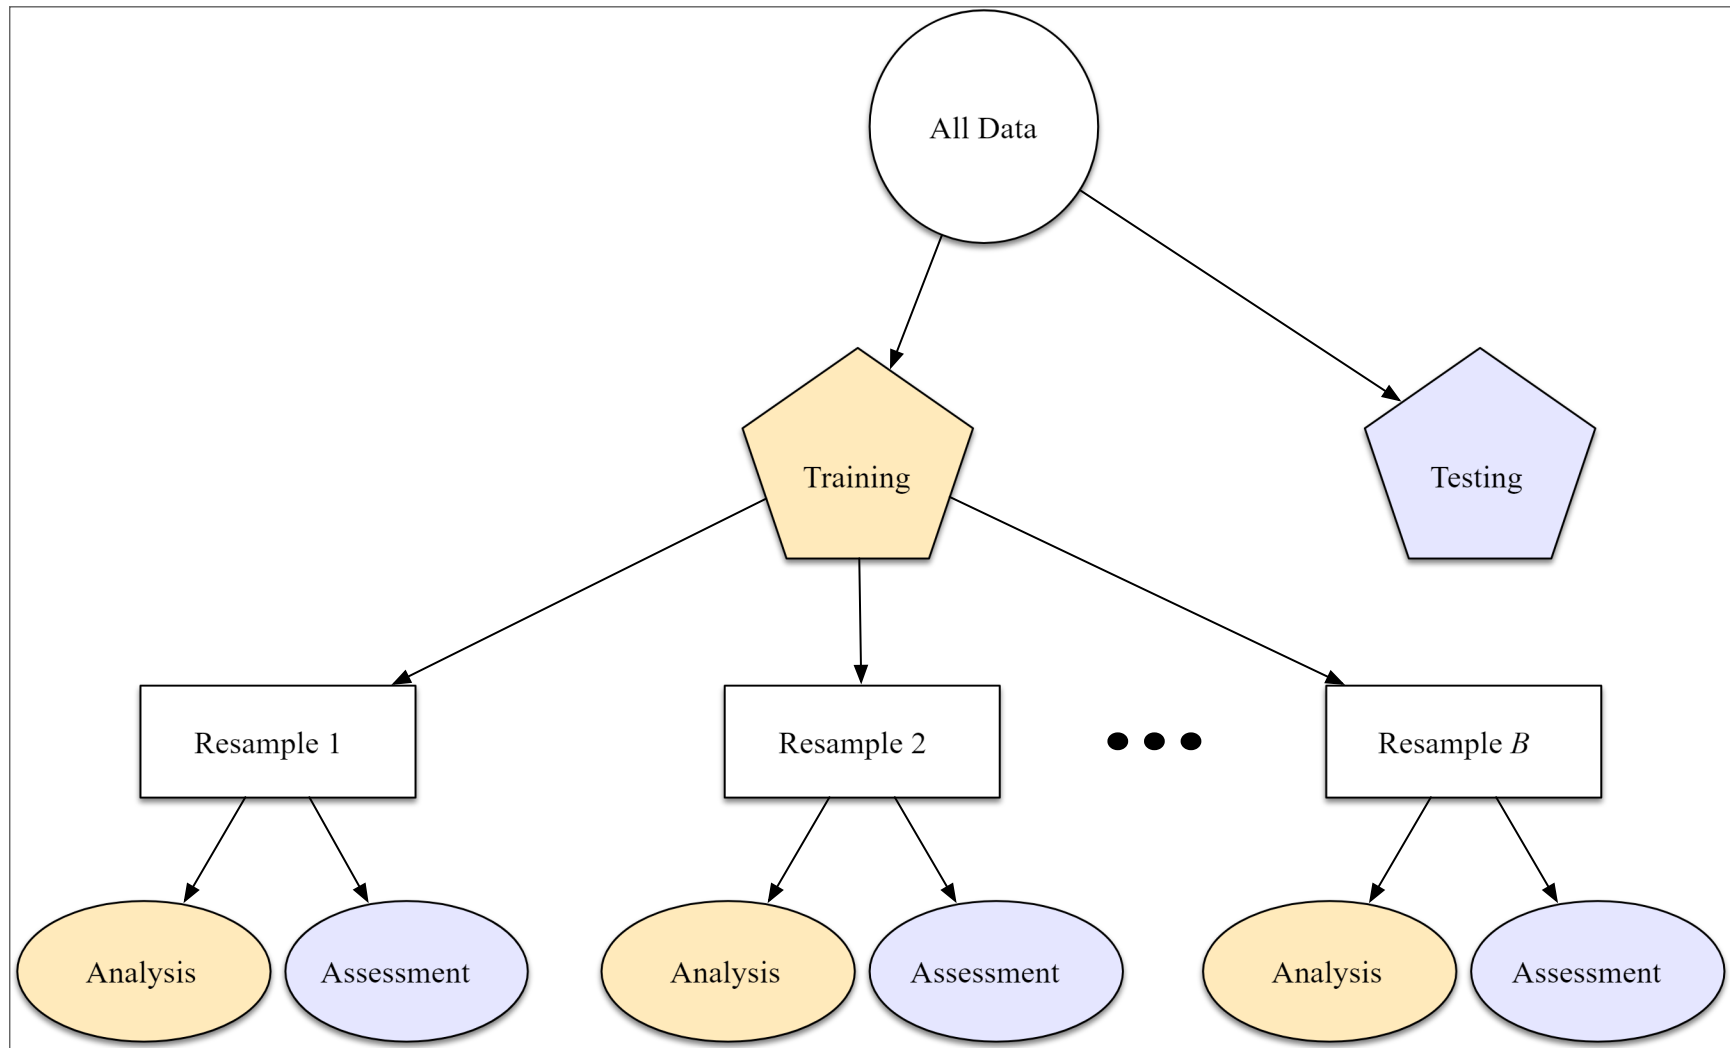 All Data
Training
Testing
Resample 1
Resample 2
Resample B
Analysis
Assessment
Analysis
Assessment
Analysis
Assessment